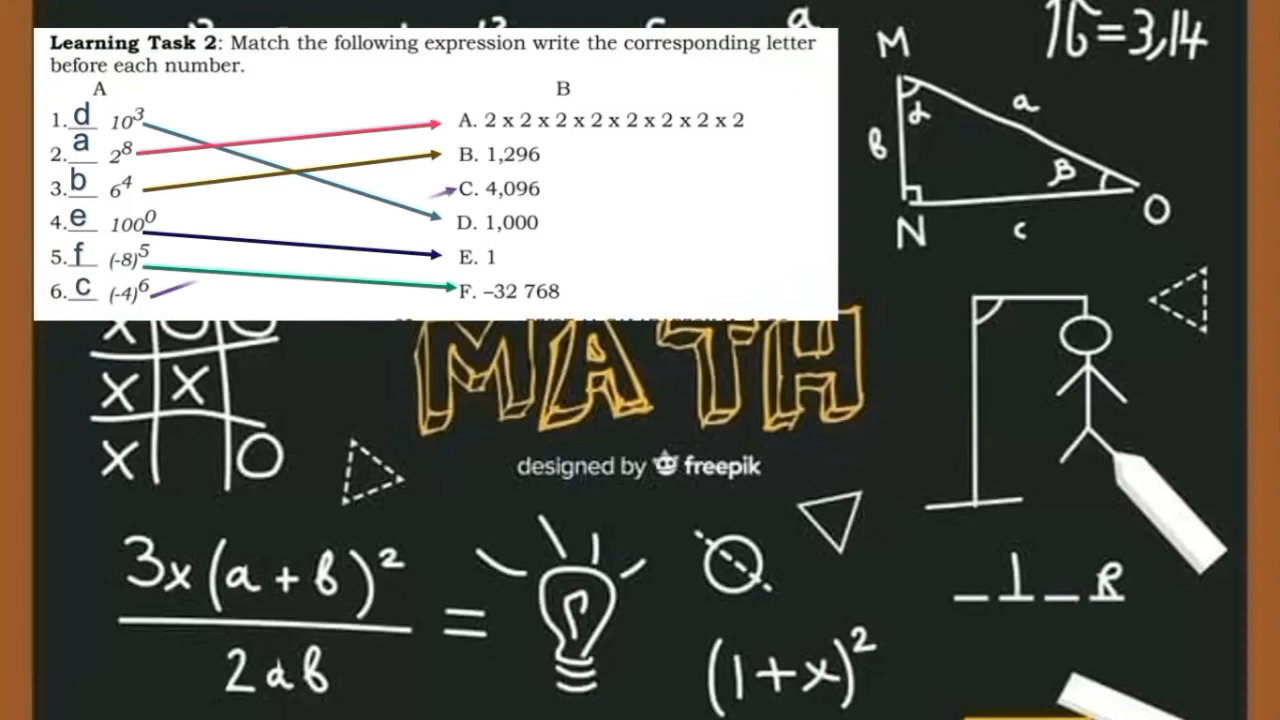 Learning Task 2: Match the following expression write the corresponding letter
before each number.
A B
1. d 10³ A. 2 x 2 x 2 x 2 x 2 x 2 x 2 x 2
2. a 2⁸ B. 1,296
3. b 6⁴ C. 4,096
4. e 100⁰ D. 1,000
5. f (-8)⁵ E. 1
6. c (-4)⁶ F. –32 768
π=3,14
M
a
α
в
β
N
c
O
X O O
X X
X O
MATH
designed by freepik
3x(a+в)²
2ав
=
(1+x)²
_ I _ R